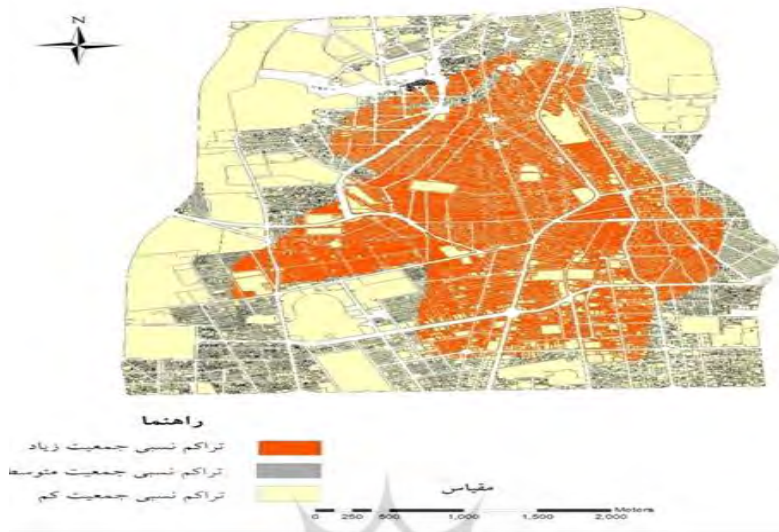 N
راهنما
تراکم نسبی جمعیت زیاد
تراکم نسبی جمعیت متوسط
تراکم نسبی جمعیت کم
مقیاس
0 250 500 1,000 1,500 2,000 Meters